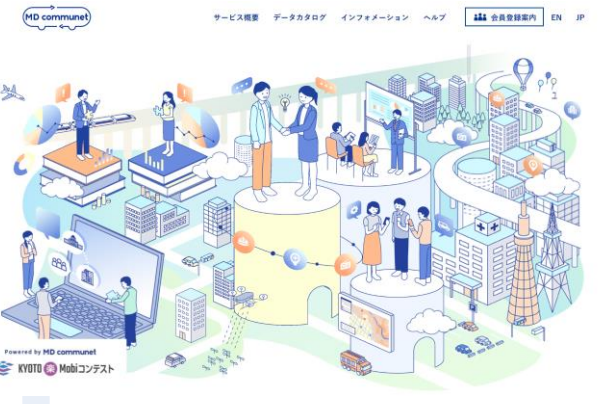 MD communet
サービス概要 データカタログ インフォメーション ヘルプ 会員登録案内 EN JP
Powered by MD communet
KYOTO 楽 Mobiコンテスト